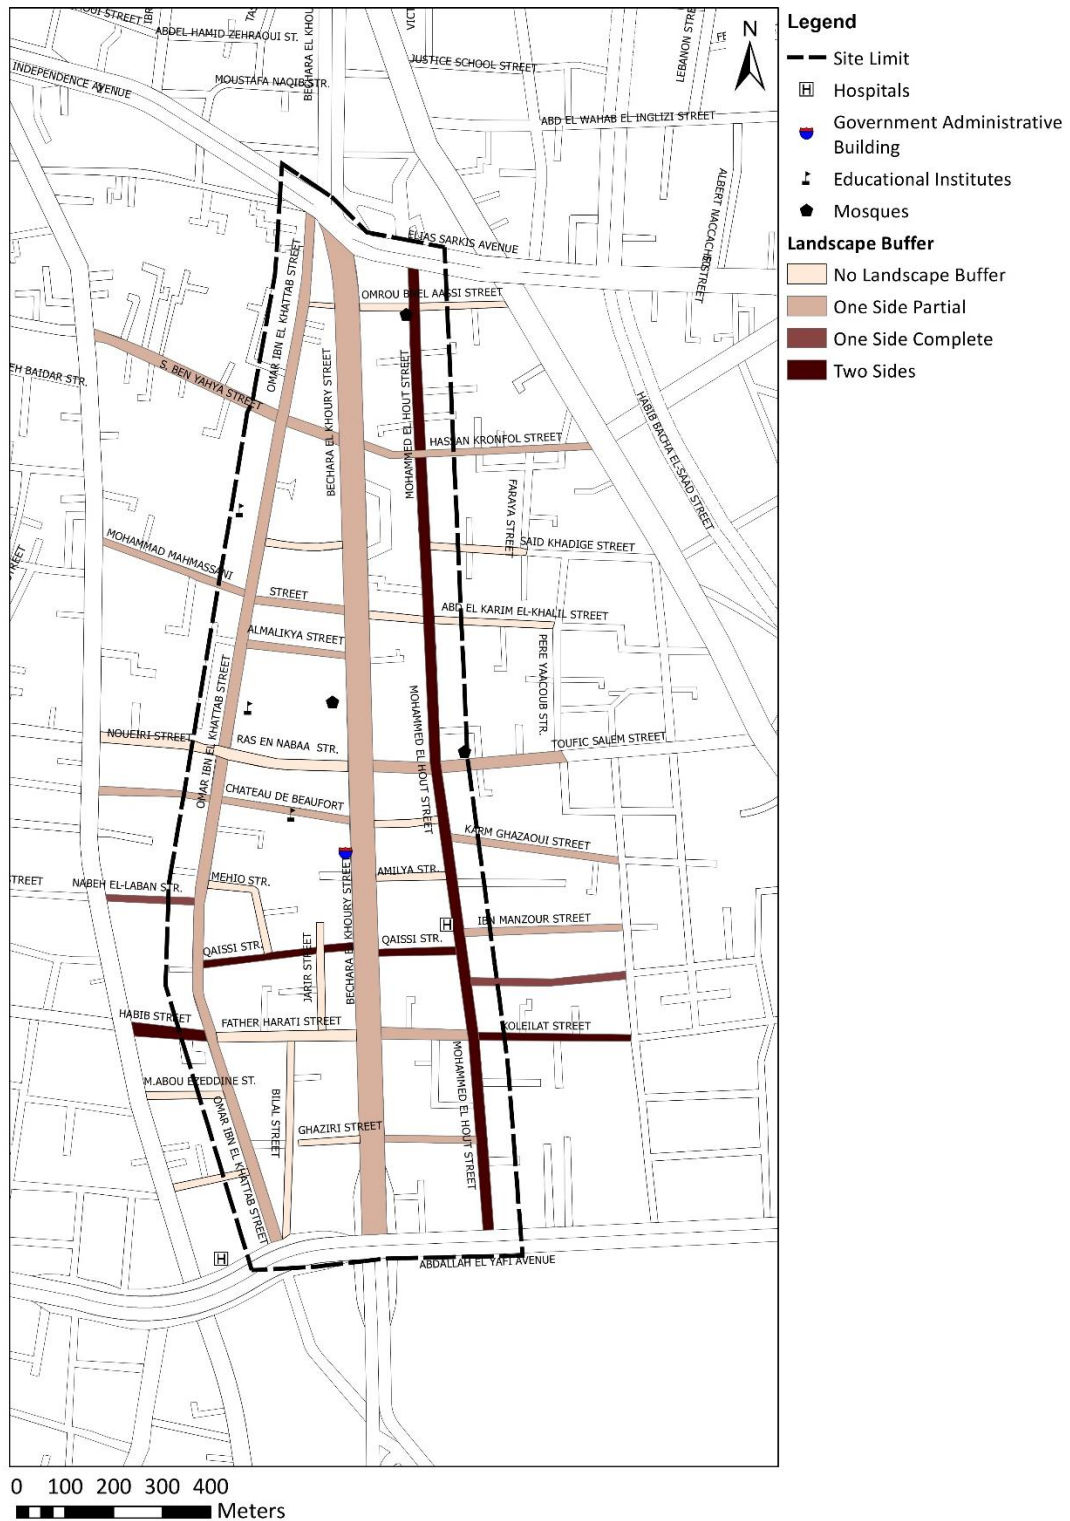 ABDEL HAMID ZEHRAOUI ST.
INDEPENDENCE AVENUE
MOUSTAFA NAQIB STR.
BECHARA EL KHOU
JUSTICE SCHOOL STREET
LEBANON STRE
ABD EL WAHAB EL INGLIZI STREET
ELIAS SARKIS AVENUE
OMROU BNEL AASSI STREET
OMAR IBN EL KHATTAB STREET
BECHARA EL KHOURY STREET
MOHAMMED EL HOUT STREET
EH BAIDAR STR.
S. BEN YAHYA STREET
HASSAN KRONFOL STREET
HABIB BACHA EL-SAAD STREET
FARAYA STREET
SAID KHADIGE STREET
MOHAMMAD MAHMASSANI
STREET
ABD EL KARIM EL-KHALIL STREET
ALMALIKYA STREET
PERE YAACOUB STR.
OMAR IBN EL KHATTAB STREET
MOHAMMED EL HOUT STREET
NOUEIRI STREET
RAS EN NABAA STR.
TOUFIC SALEM STREET
CHATEAU DE BEAUFORT
KARM GHAZAOUI STREET
TREET
NABEH EL-LABAN STR.
MEHIO STR.
AMILYA STR.
BECHARA EL KHOURY STREET
IBN MANZOUR STREET
QAISSI STR.
QAISSI STR.
JARIR STREET
HABIB STREET
FATHER HARATI STREET
KOLEILAT STREET
MOHAMMED EL HOUT STREET
M.ABOU EZEDDINE ST.
OMAR IBN EL KHATTAB STREET
BILAL STREET
GHAZIRI STREET
ABDALLAH EL YAFI AVENUE
N
H
H
Legend
Site Limit
H Hospitals
Government Administrative
Building
Educational Institutes
Mosques
Landscape Buffer
No Landscape Buffer
One Side Partial
One Side Complete
Two Sides
0 100 200 300 400
Meters